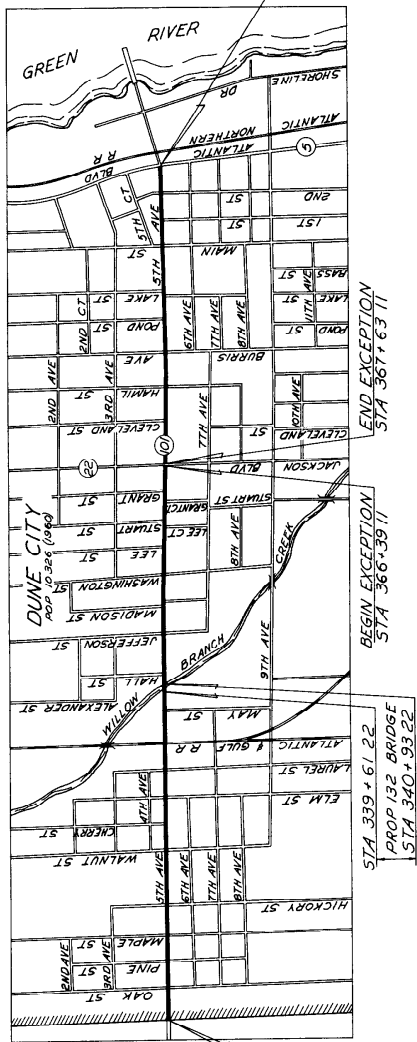 GREEN RIVER
SHORELINE
DR
ATLANTIC
NORTHERN
R R
ATLANTIC
BLVD
5
2ND
ST
1ST
5TH
CT
5TH AVE
MAIN
ST
6TH AVE
7TH AVE
8TH AVE
LAKE
ST
POND
ST
2ND
CT
BASS
ST
LAKE
ST
11TH AVE
POND
ST
BURRIS
AVE
HAMIL
ST
2ND AVE
3RD AVE
CLEVELAND
ST
7TH AVE
10TH AVE
CLEVELAND
ST
22
101
JACKSON
BLVD
DUNE CITY
POP 10 326 (1960)
GRANT
ST
STUART
ST
LEE
ST
GRANT CT
LEE CT
STUART ST
8TH AVE
WASHINGTON
ST
MADISON ST
JEFFERSON
ST
HALL
ST
ALEXANDER ST
WILLOW
BRANCH
CREEK
9TH AVE
MAY
ST
ATLANTIC
& GULF
R R
LAUREL ST
ELM ST
4TH AVE
CHERRY
ST
WALNUT ST
5TH AVE
6TH AVE
7TH AVE
8TH AVE
HICKORY ST
2ND AVE
3RD AVE
MAPLE
ST
PINE
ST
OAK
ST
END EXCEPTION
STA 367+63 11
BEGIN EXCEPTION
STA 366+39 11
STA 339+61 22
PROP 132 BRIDGE
STA 340+93 22